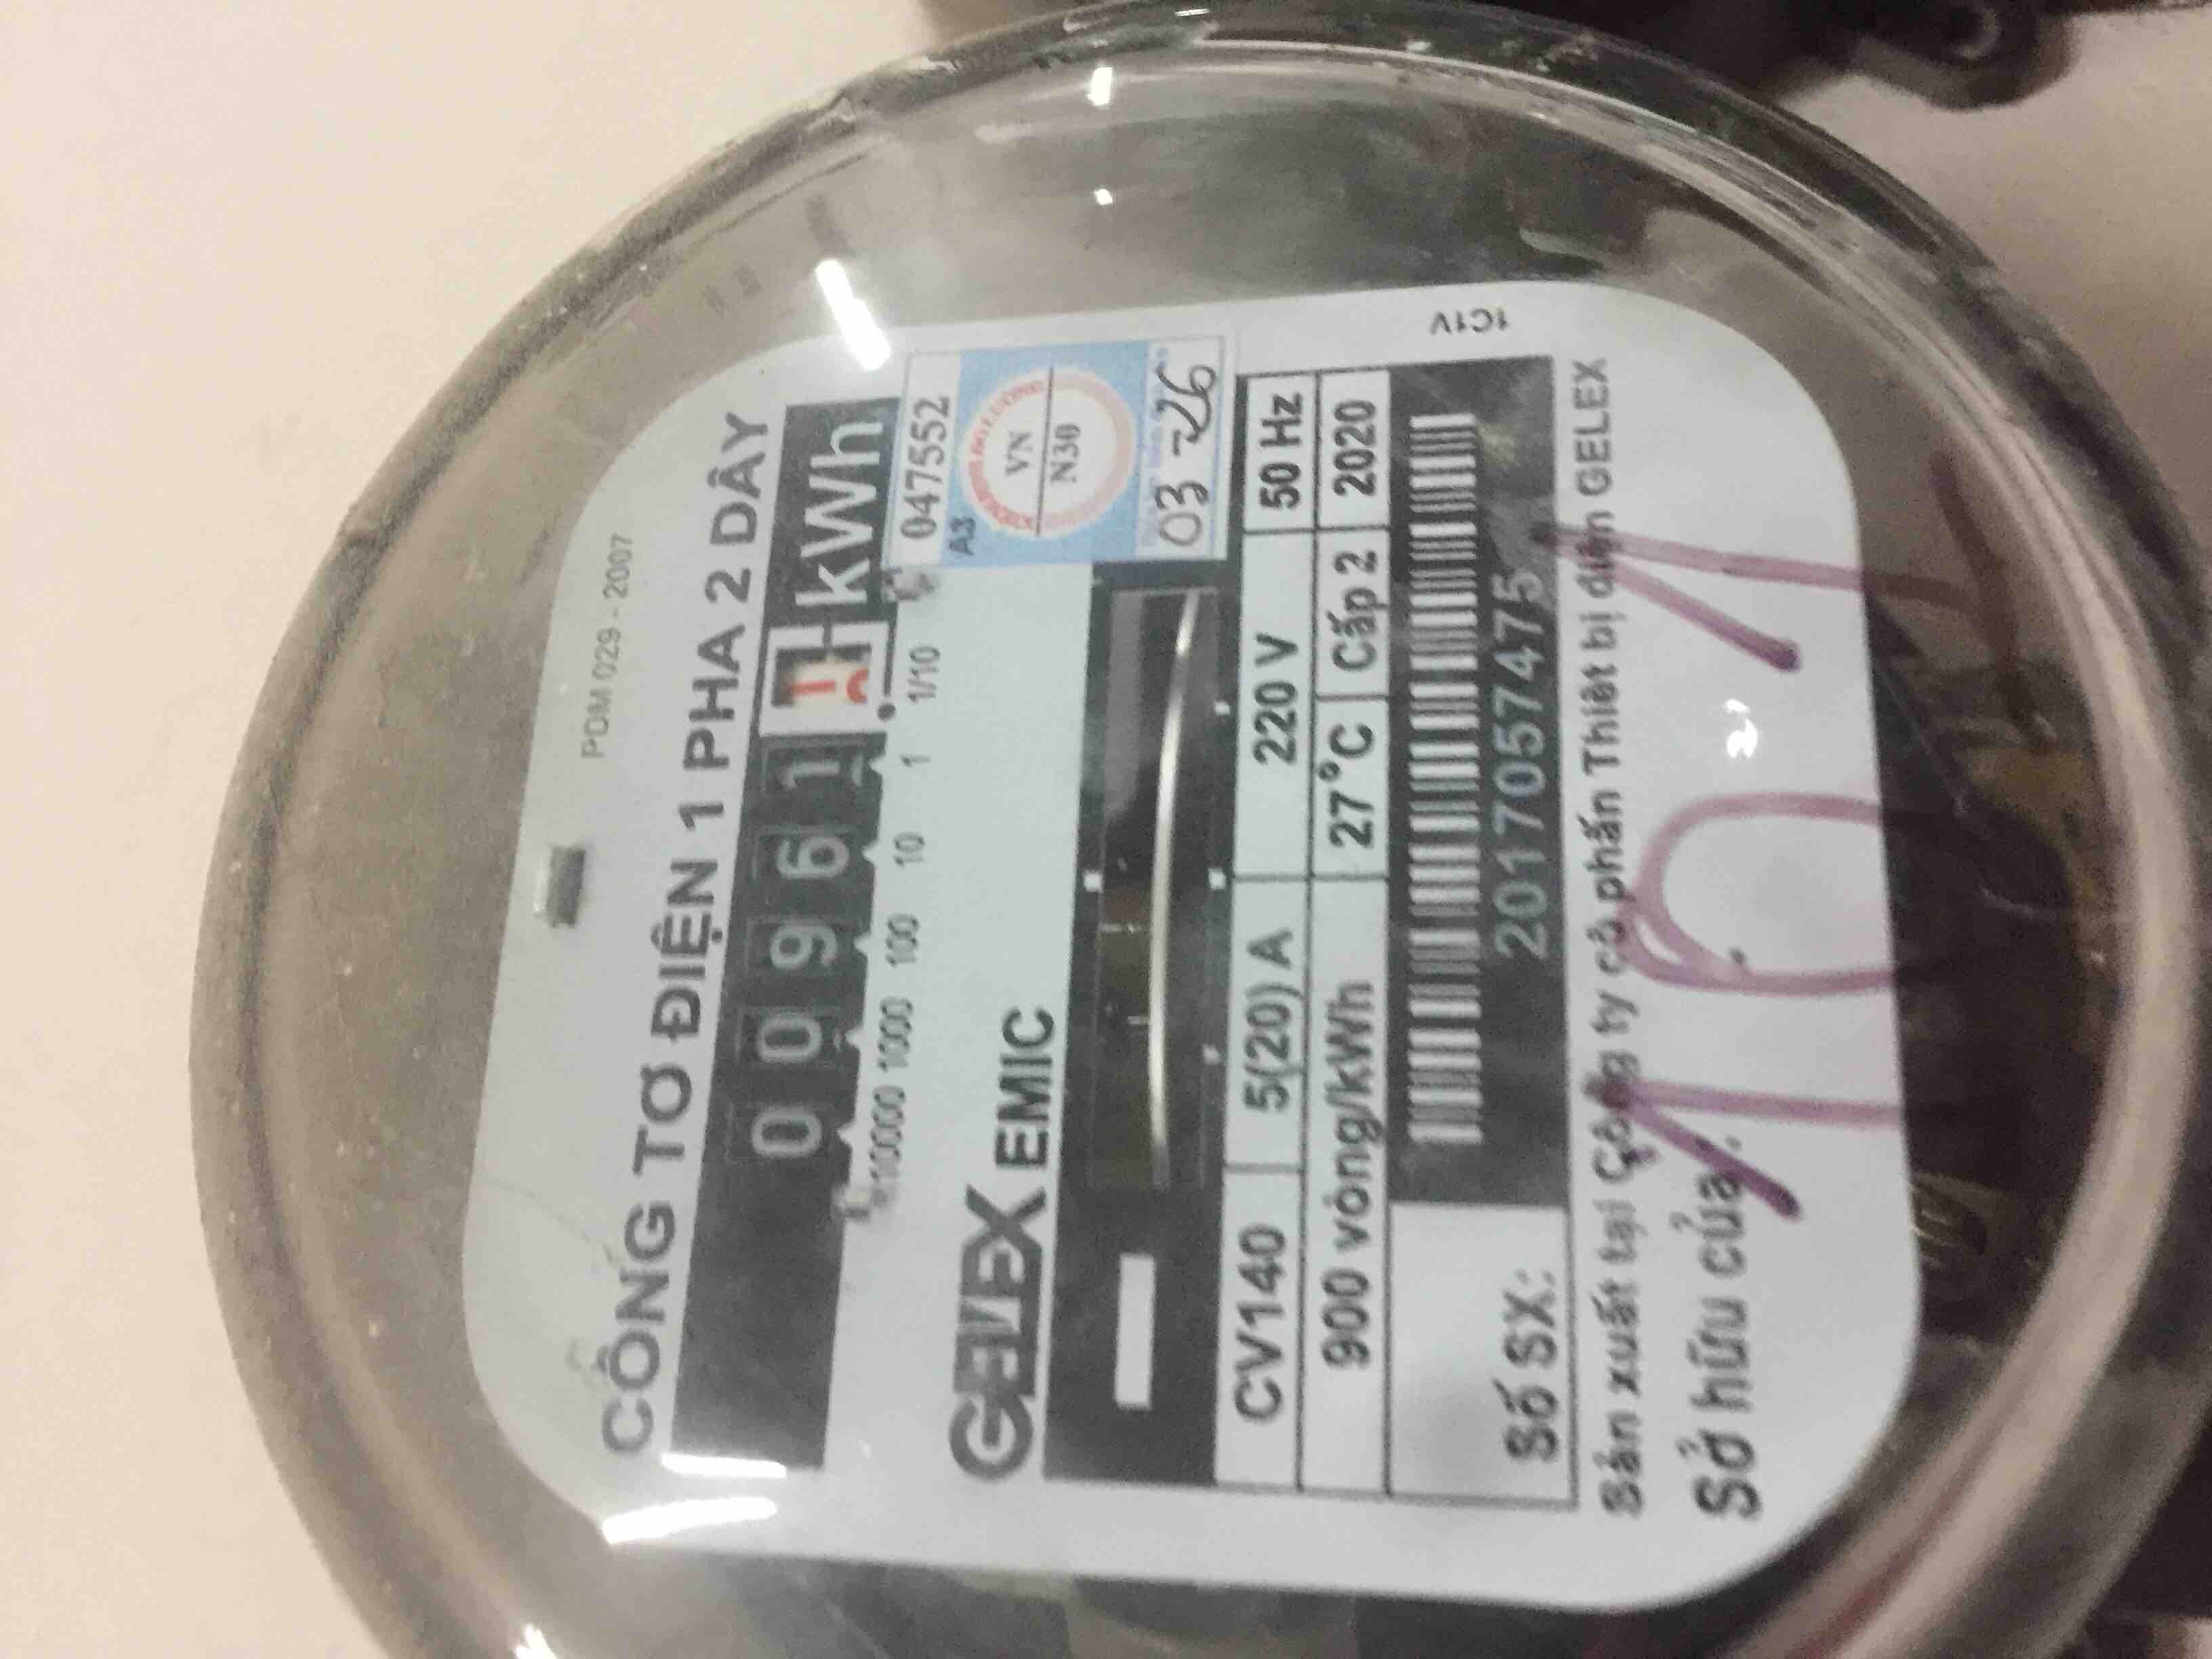 PDM 029 - 2007
CÔNG TƠ ĐIỆN 1 PHA 2 DÂY
0 0 9 6 1 kWh
10000 1000 100 10 1 1/10
047552
A3
VN
N30
03-26
GELEX EMIC
CV140 5(20) A 220 V 50 Hz
900 vòng/kWh 27°C Cấp 2 2020
Số SX: 2017057475
1C1V
Sản xuất tại Công ty cổ phần Thiết bị điện GELEX
Sở hữu của:
101